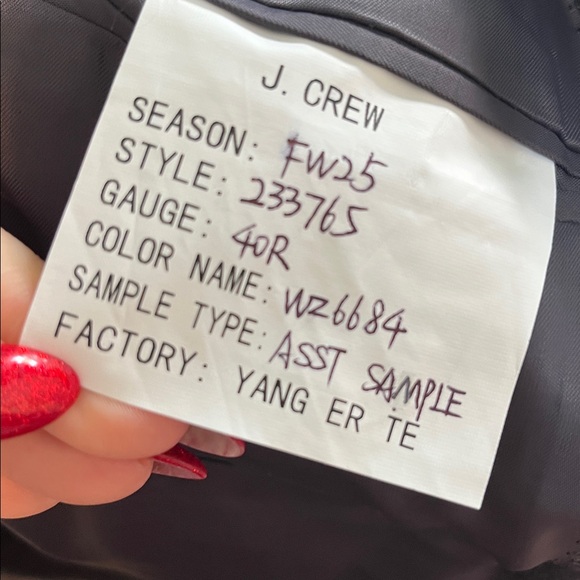 J. CREW
SEASON: FW25
STYLE: 233765
GAUGE: 40R
COLOR NAME: WZ6684
SAMPLE TYPE: ASST SAMPLE
FACTORY: YANG ER TE